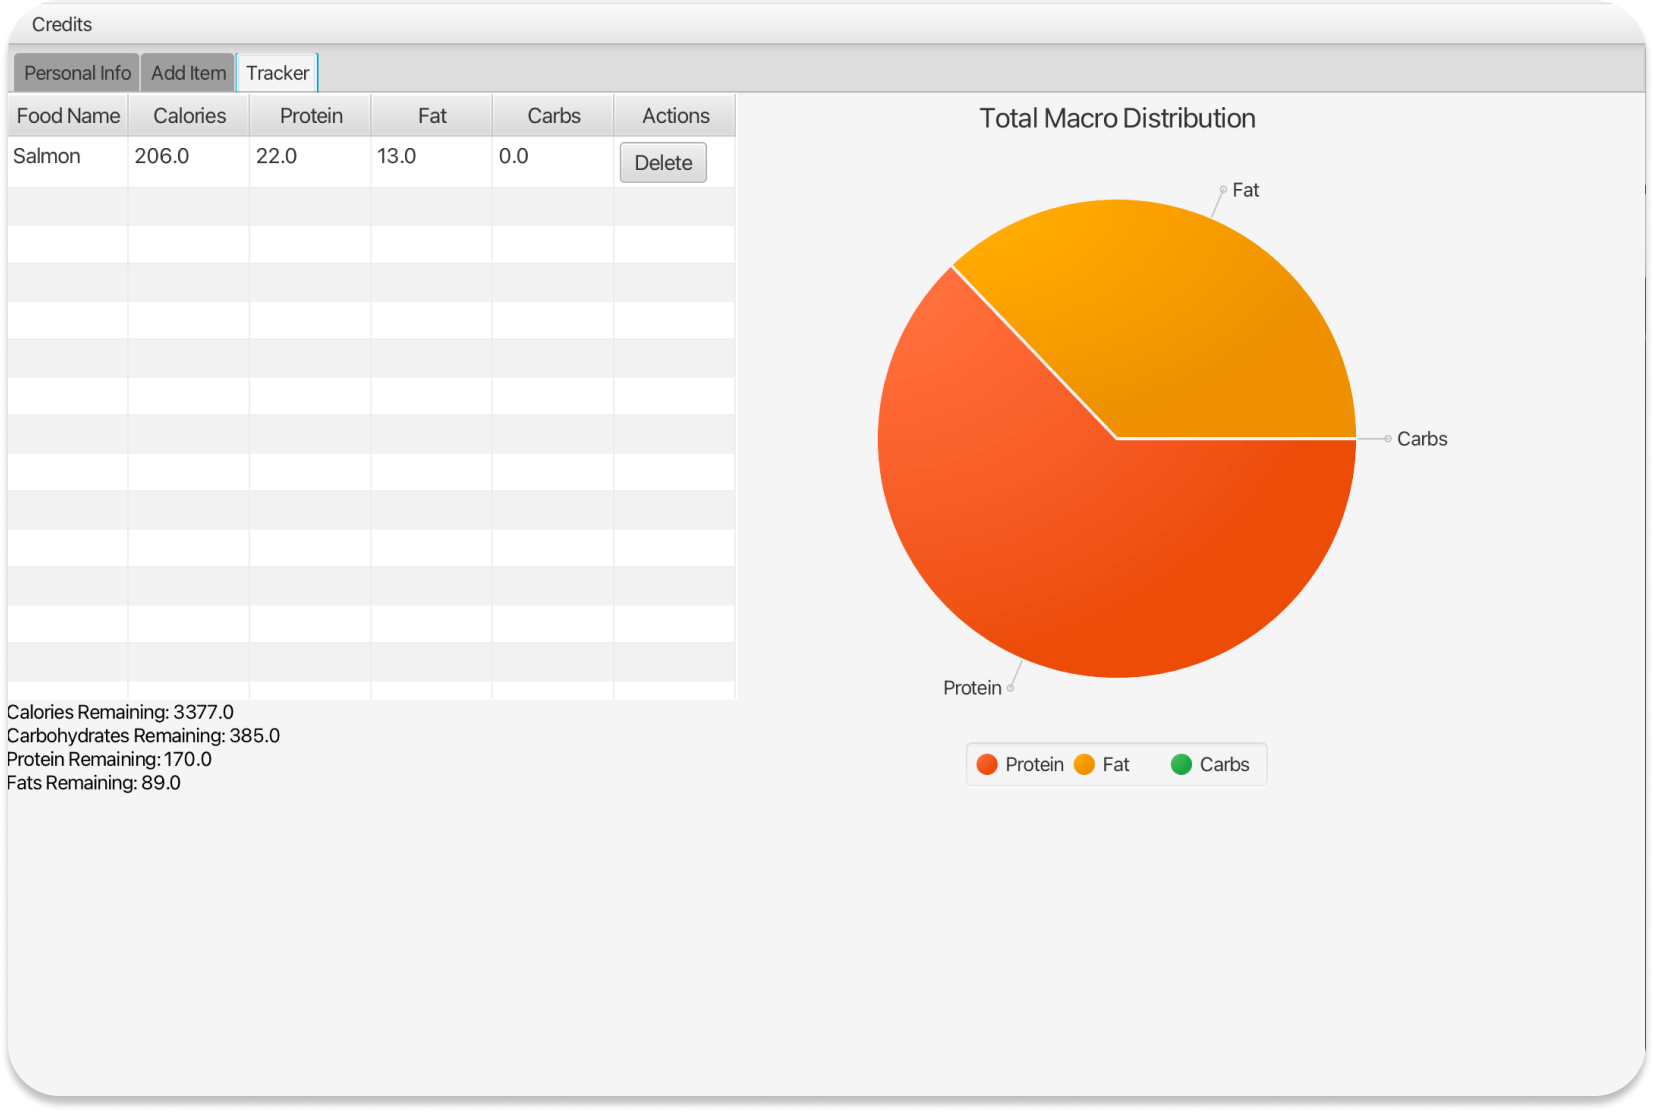 Credits
Personal Info Add Item Tracker
Food Name Calories Protein Fat Carbs Actions
Salmon 206.0 22.0 13.0 0.0 Delete
Calories Remaining: 3377.0
Carbohydrates Remaining: 385.0
Protein Remaining: 170.0
Fats Remaining: 89.0
Total Macro Distribution
Fat
Carbs
Protein
Protein Fat Carbs